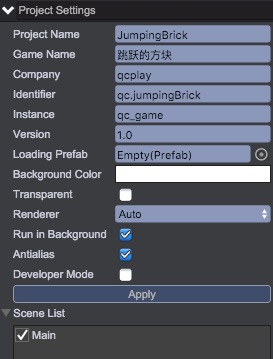 Project Settings
Project Name JumpingBrick
Game Name 跳跃的方块
Company qcplay
Identifier qc.jumpingBrick
Instance qc_game
Version 1.0
Loading Prefab Empty(Prefab)
Background Color
Transparent
Renderer Auto
Run in Background
Antialias
Developer Mode
Apply
Scene List
Main